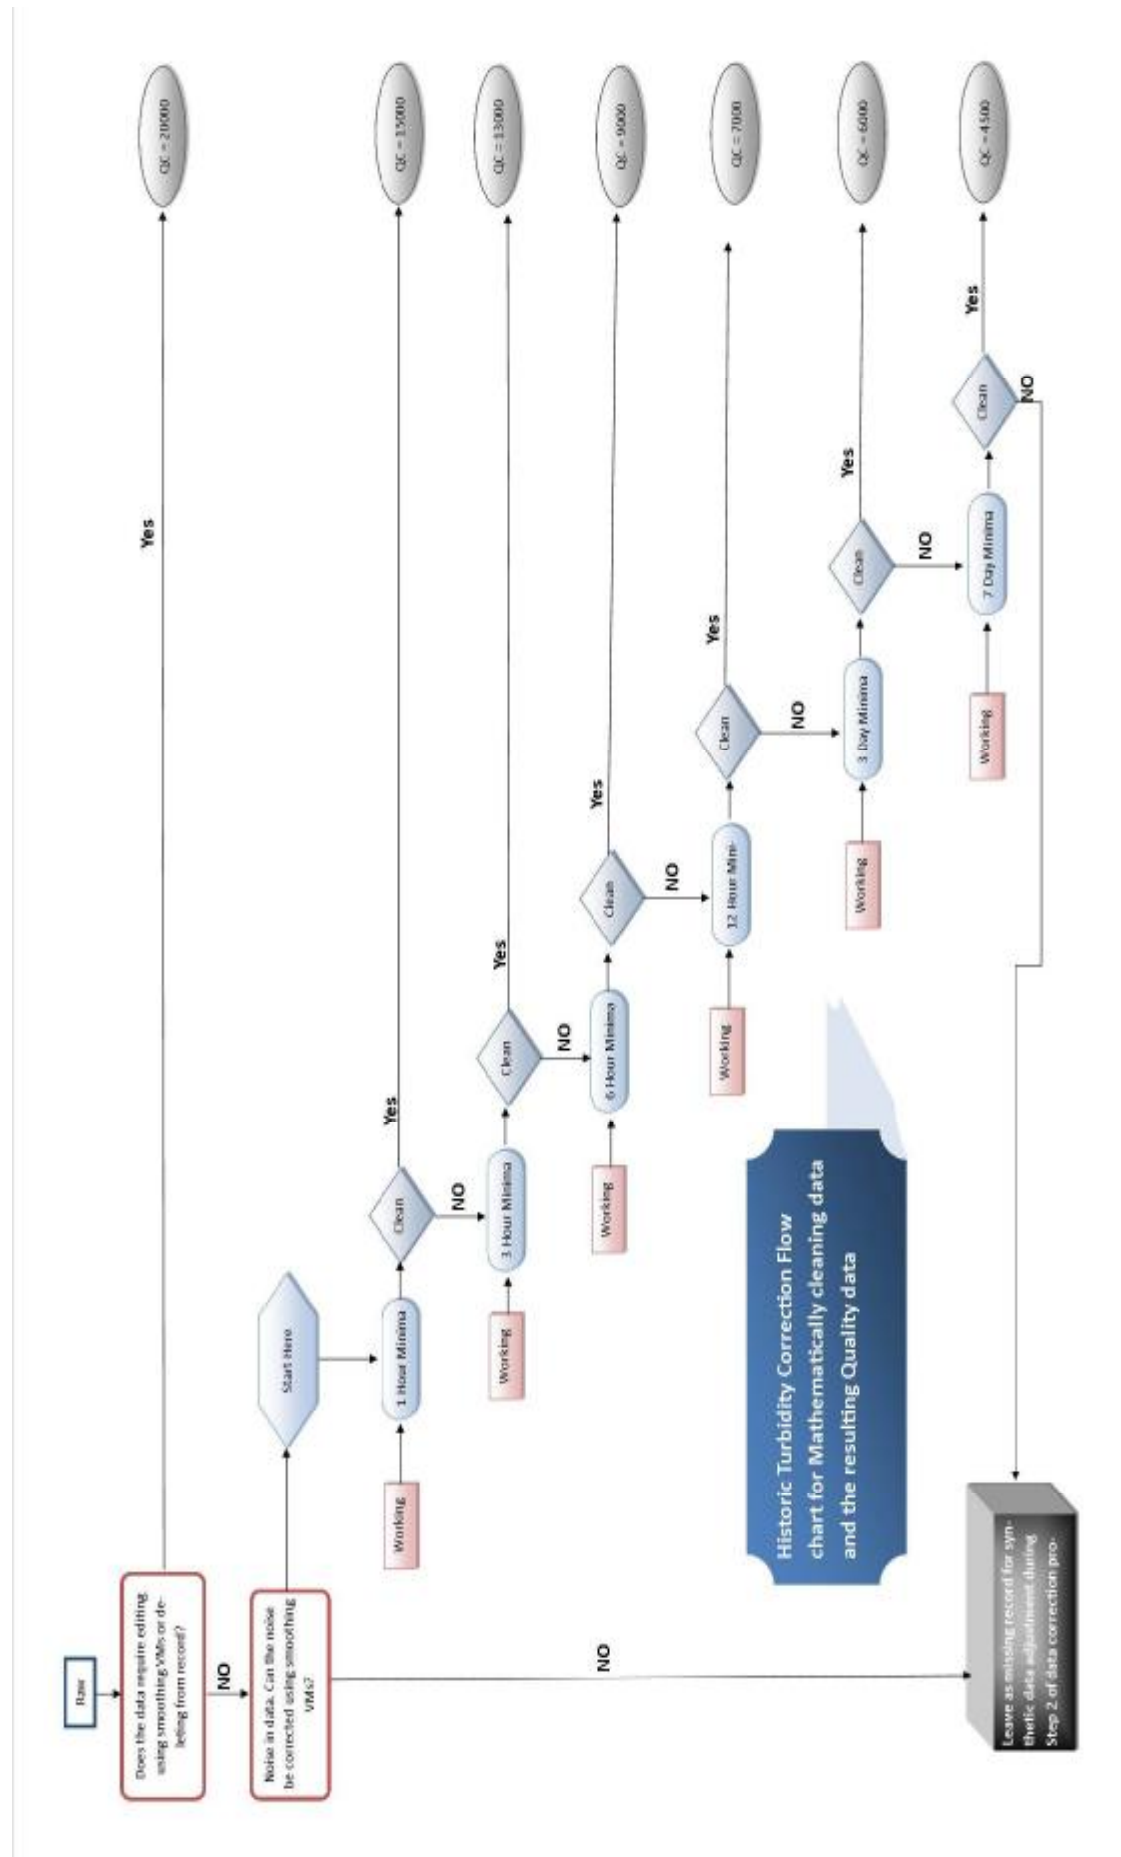 Raw
Does the data require editing
using smoothing VMs or de-
leting from record?
Yes
QC = 20000
NO
Noise in data. Can the noise
be corrected using smoothing
VMs?
NO
Start Here
Working
1 Hour Minima
Clean
Yes
QC = 15000
NO
Working
3 Hour Minima
Clean
Yes
QC = 13000
NO
Working
6 Hour Minima
Clean
Yes
QC = 9000
NO
Working
12 Hour Mini-
Clean
Yes
QC = 7000
NO
Working
3 Day Minima
Clean
Yes
QC = 6000
NO
Working
7 Day Minima
Clean
Yes
QC = 4500
NO
Historic Turbidity Correction Flow
chart for Mathematically cleaning data
and the resulting Quality data
Leave as missing record for syn-
thetic data adjustment during
Step 2 of data correction pro-